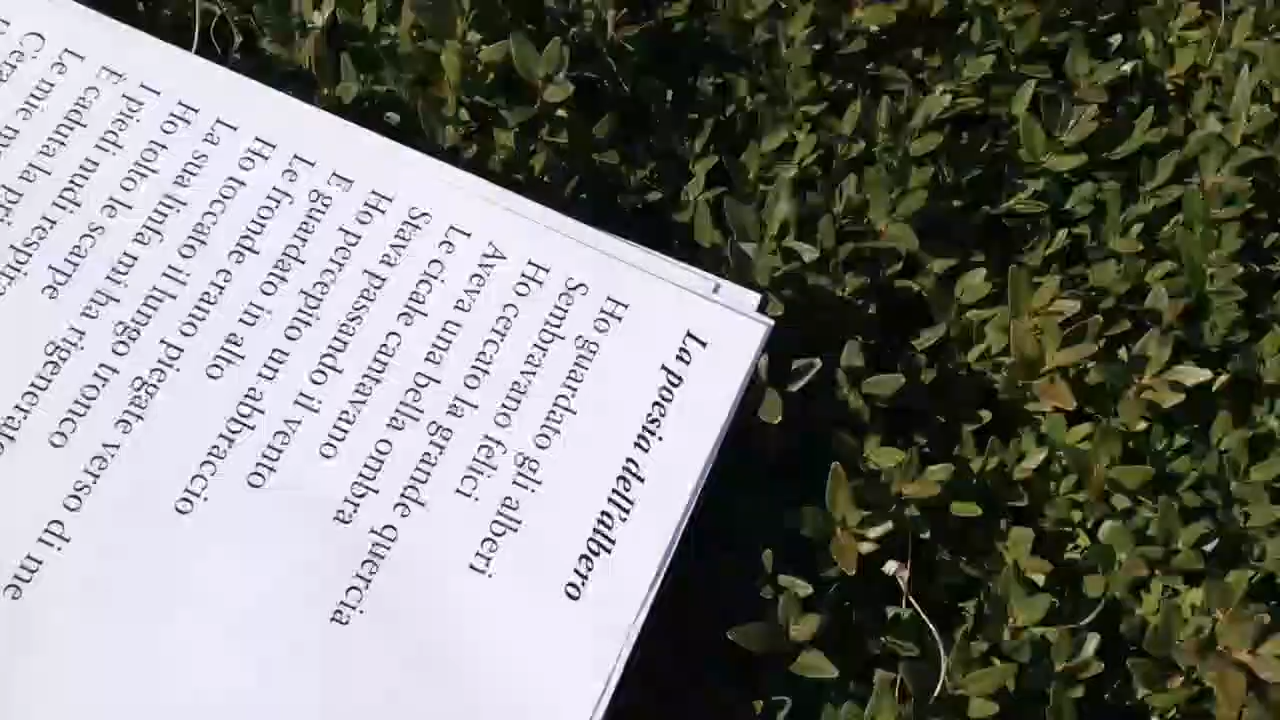 La poesia dell'albero
Ho guardato gli alberi
Sembravano felici
Ho cercato la grande quercia
Aveva una bella ombra
Le cicale cantavano
Stava passando il vento
Ho percepito un abbraccio
E guardato in alto
Le fronde erano piegate verso di me
Ho toccato il lungo tronco
La sua linfa mi ha rigenerato
Ho tolto le scarpe
I piedi nudi
È caduta la
Le mie